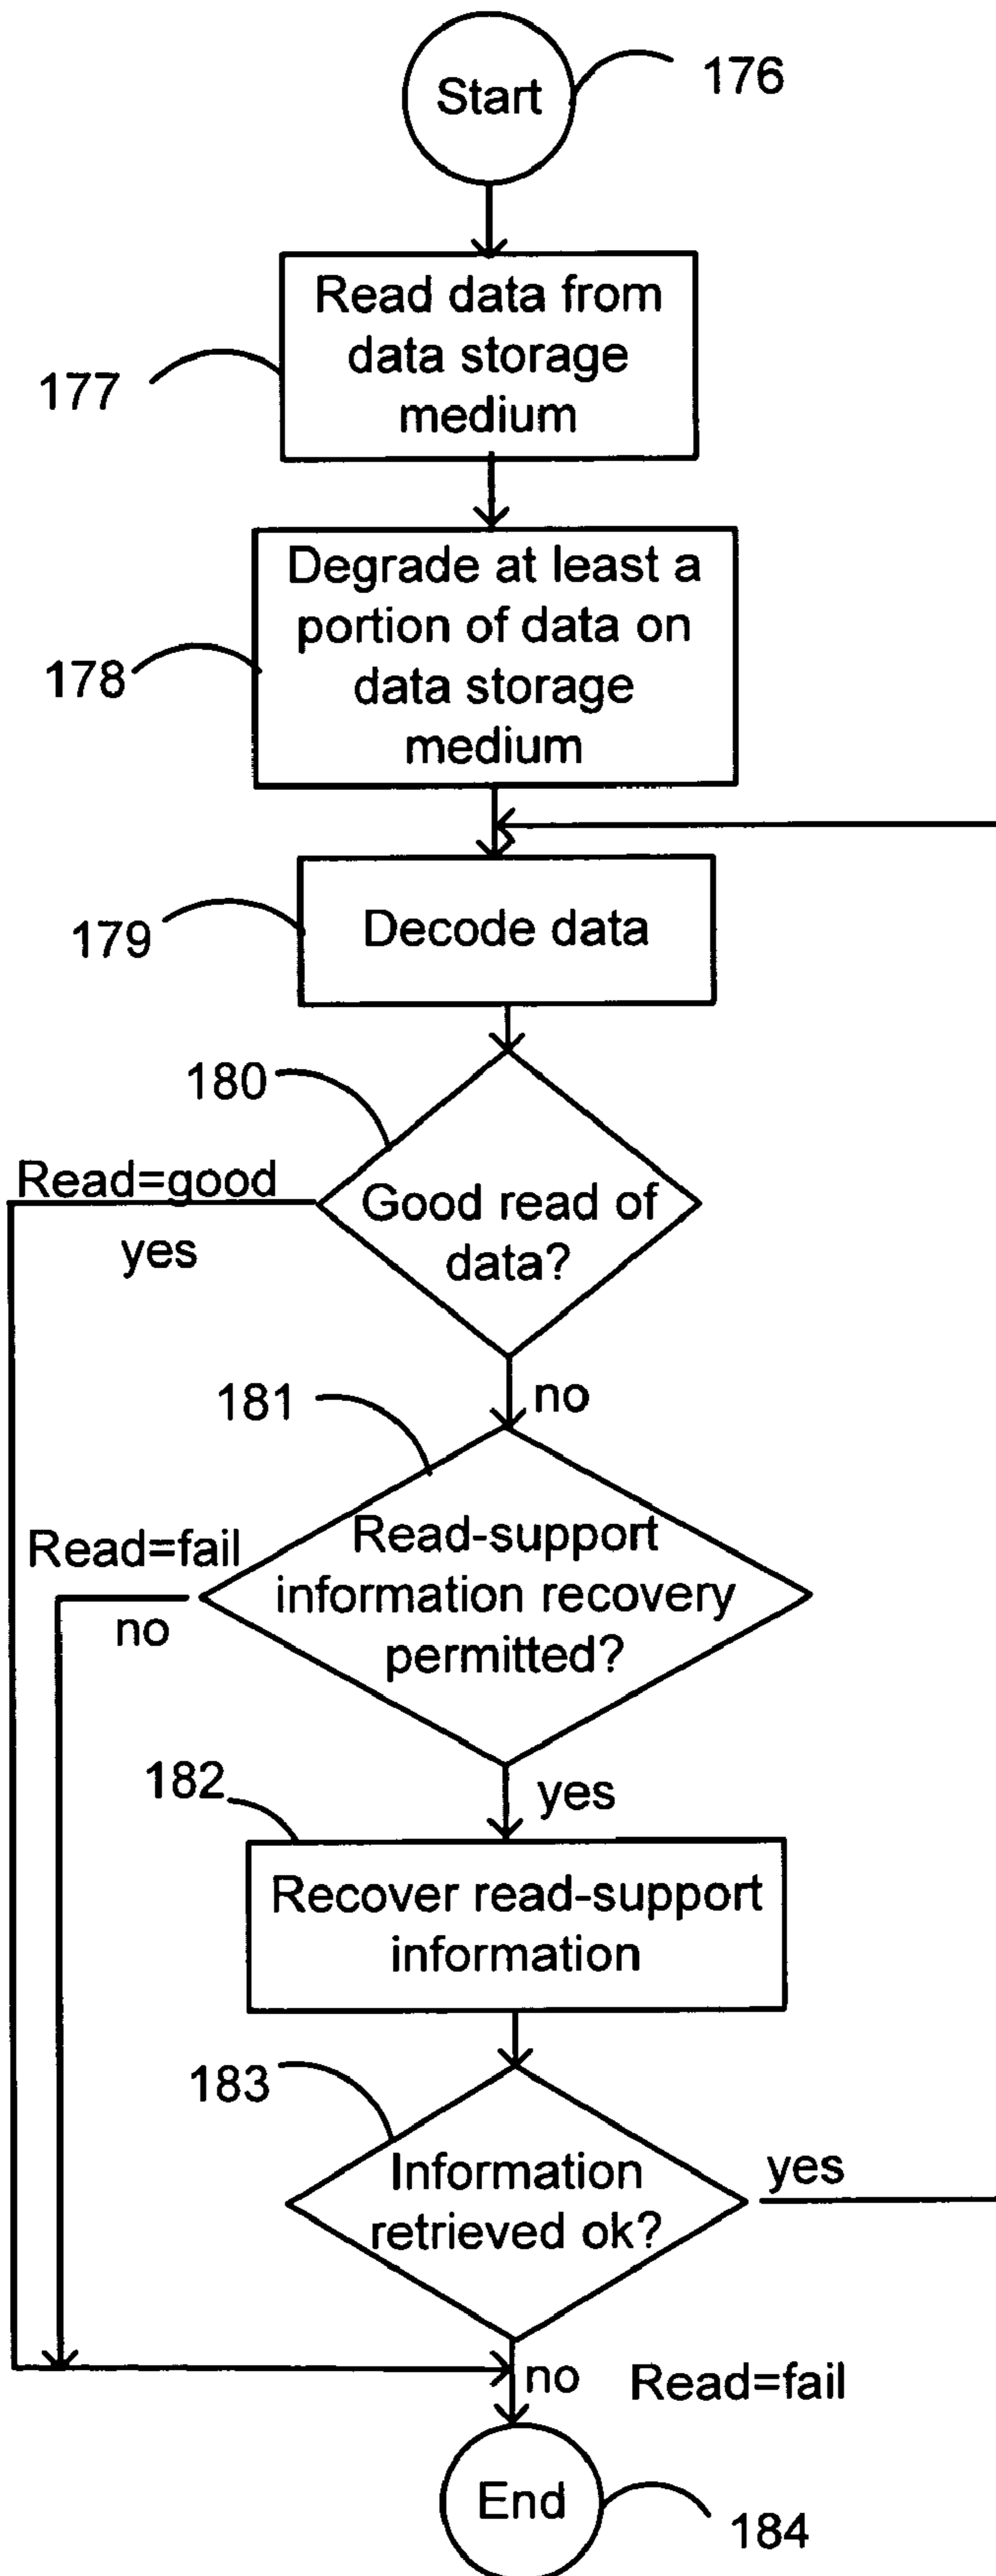 Start
176
Read data from
data storage
medium
177
Degrade at least a
portion of data on
data storage
medium
178
Decode data
179
180
Read=good
yes
Good read of
data?
no
181
Read-support
information recovery
permitted?
Read=fail
no
yes
182
Recover read-support
information
183
Information
retrieved ok?
yes
no
Read=fail
End
184